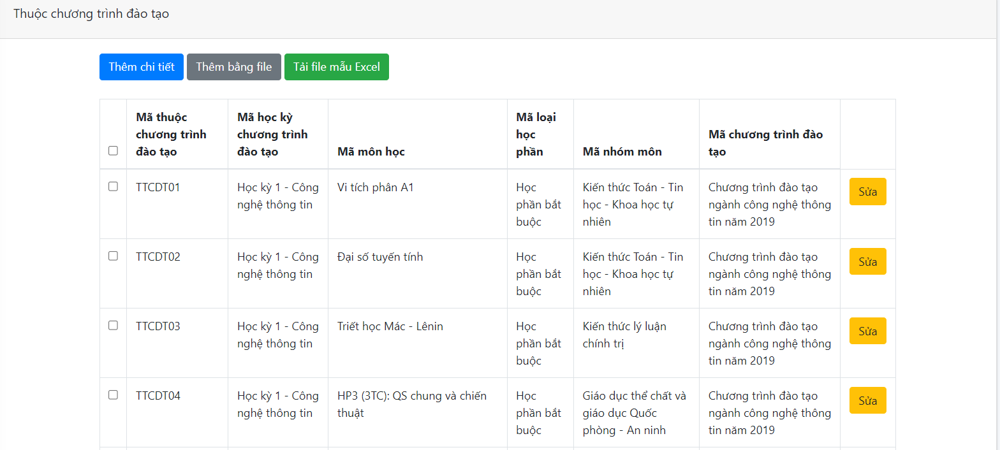 Thuộc chương trình đào tạo
Thêm chi tiết Thêm bằng file Tải file mẫu Excel
Mã thuộc
chương trình
đào tạo
Mã học kỳ
chương trình
đào tạo
Mã môn học
Mã loại
học
phần
Mã nhóm môn
Mã chương trình đào
tạo
TTCDT01
Học kỳ 1 - Công
nghệ thông tin
Vi tích phân A1
Học
phần bắt
buộc
Kiến thức Toán - Tin
học - Khoa học tự
nhiên
Chương trình đào tạo
ngành công nghệ thông
tin năm 2019
Sửa
TTCDT02
Học kỳ 1 - Công
nghệ thông tin
Đại số tuyến tính
Học
phần bắt
buộc
Kiến thức Toán - Tin
học - Khoa học tự
nhiên
Chương trình đào tạo
ngành công nghệ thông
tin năm 2019
Sửa
TTCDT03
Học kỳ 1 - Công
nghệ thông tin
Triết học Mác - Lênin
Học
phần bắt
buộc
Kiến thức lý luận
chính trị
Chương trình đào tạo
ngành công nghệ thông
tin năm 2019
Sửa
TTCDT04
Học kỳ 1 - Công
nghệ thông tin
HP3 (3TC): QS chung và chiến
thuật
Học
phần bắt
buộc
Giáo dục thể chất và
giáo dục Quốc
phòng - An ninh
Chương trình đào tạo
ngành công nghệ thông
tin năm 2019
Sửa